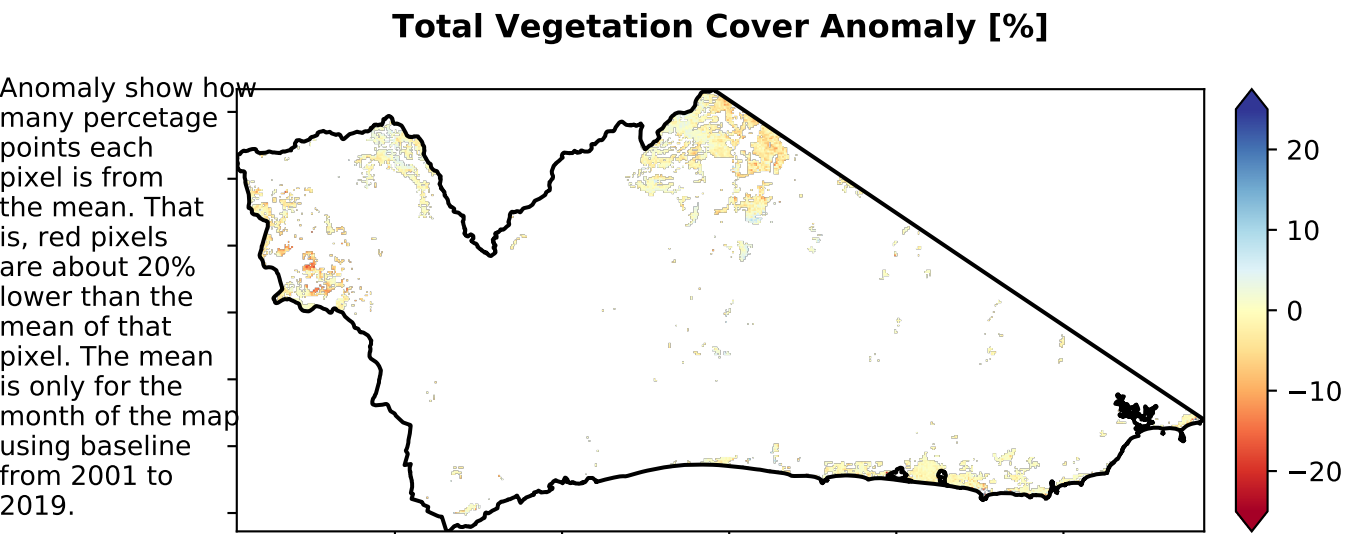 Total Vegetation Cover Anomaly [%]
Anomaly show how
many percetage
points each
pixel is from
the mean. That
is, red pixels
are about 20%
lower than the
mean of that
pixel. The mean
is only for the
month of the map
using baseline
from 2001 to
2019.
20
10
0
−10
−20